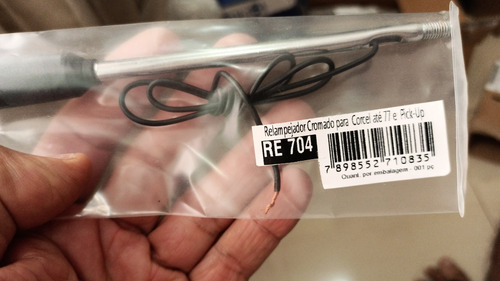 Relampejador Cromado para Corcel até 77 e Pick-Up
RE 704
7 898552 710835
Quant. por embalagem - 001 pç